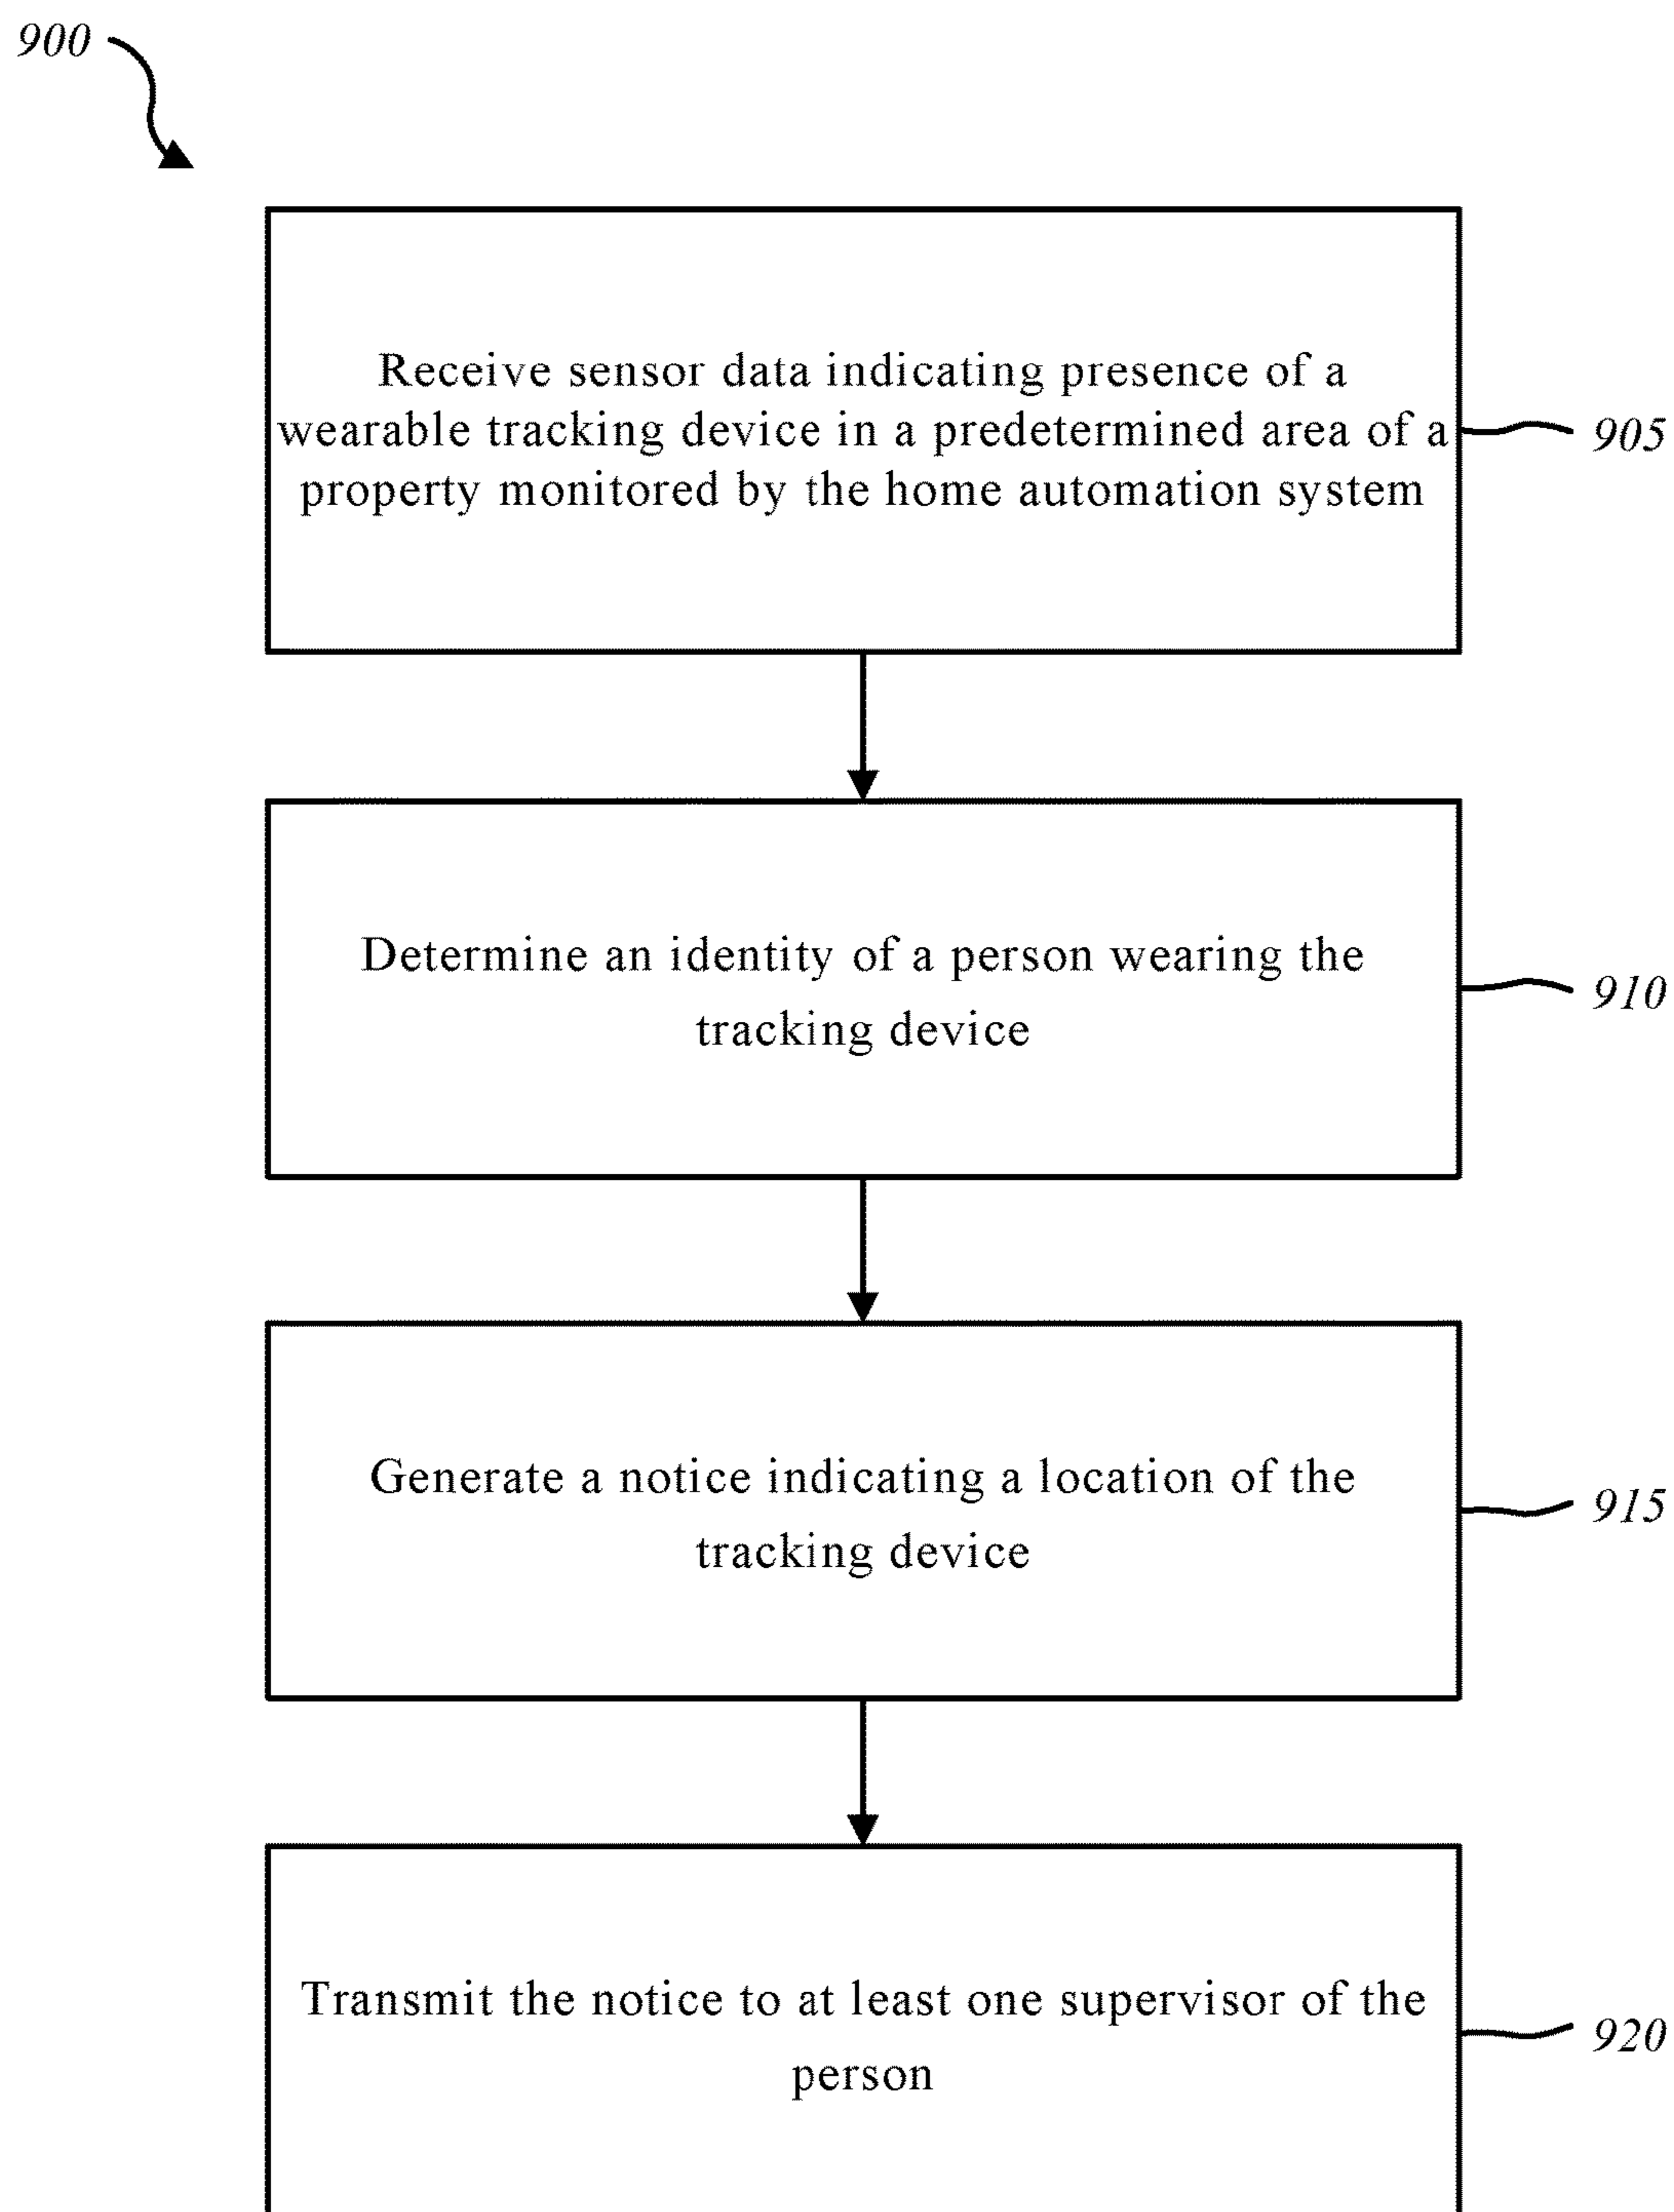 900
Receive sensor data indicating presence of a
wearable tracking device in a predetermined area of a
property monitored by the home automation system
905
Determine an identity of a person wearing the
tracking device
910
Generate a notice indicating a location of the
tracking device
915
Transmit the notice to at least one supervisor of the
person
920